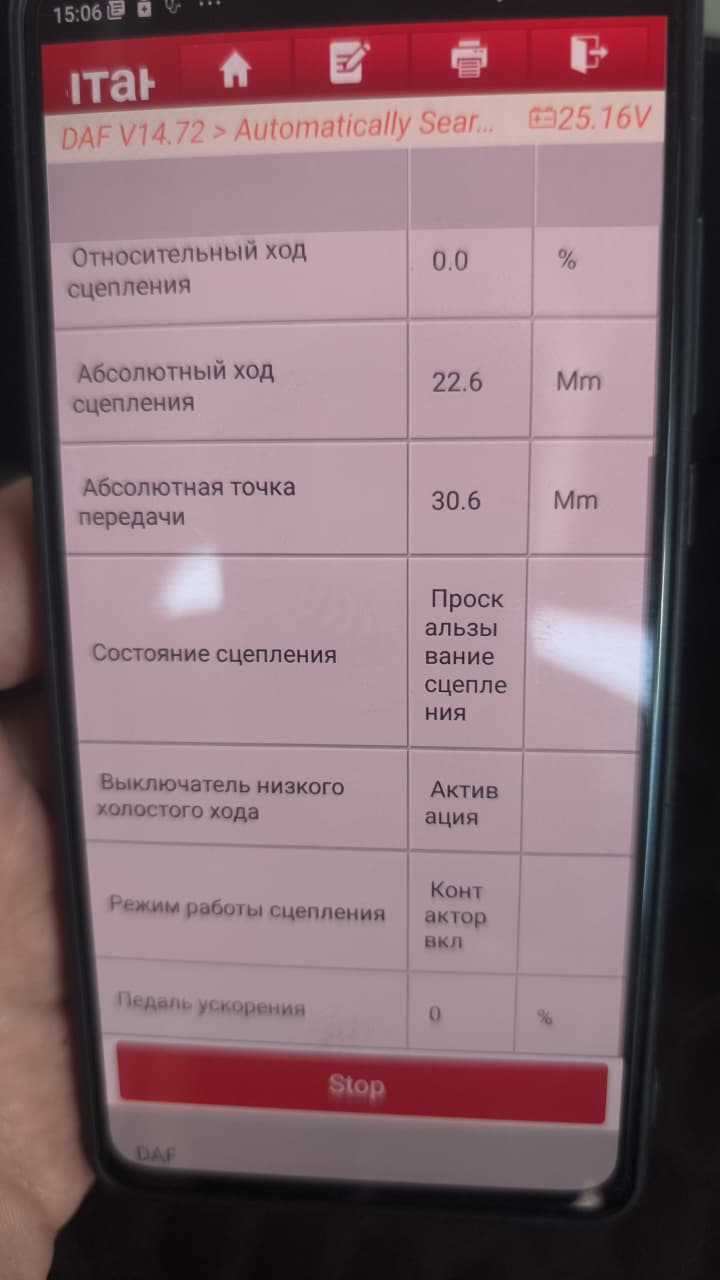 15:06
DAF V14.72 > Automatically Sear... 25.16V
Относительный ход
сцепления
0.0
%
Абсолютный ход
сцепления
22.6
Mm
Абсолютная точка
передачи
30.6
Mm
Состояние сцепления
Проск
альзы
вание
сцепле
ния
Выключатель низкого
холостого хода
Актив
ация
Режим работы сцепления
Конт
актор
вкл
Педаль ускорения
0
%
Stop
DAF